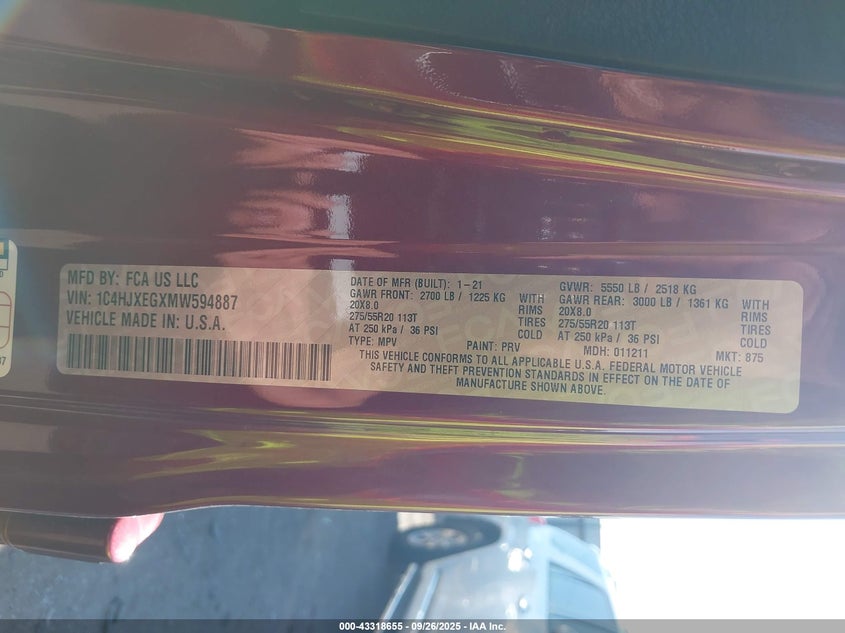 MFD BY: FCA US LLC
VIN: 1C4HJXEGXMW594887
VEHICLE MADE IN: U.S.A.
DATE OF MFR (BUILT): 1-21
GAWR FRONT: 2700 LB / 1225 KG WITH
20X8.0 RIMS
275/55R20 113T TIRES
AT 250 kPa / 36 PSI COLD
TYPE: MPV PAINT: PRV
GVWR: 5550 LB / 2518 KG
GAWR REAR: 3000 LB / 1361 KG WITH
20X8.0 RIMS
275/55R20 113T TIRES
AT 250 kPa / 36 PSI COLD
MDH: 011211 MKT: 875
THIS VEHICLE CONFORMS TO ALL APPLICABLE U.S.A. FEDERAL MOTOR VEHICLE
SAFETY AND THEFT PREVENTION STANDARDS IN EFFECT ON THE DATE OF
MANUFACTURE SHOWN ABOVE.
000-43318655 - 09/26/2025 - IAA Inc.